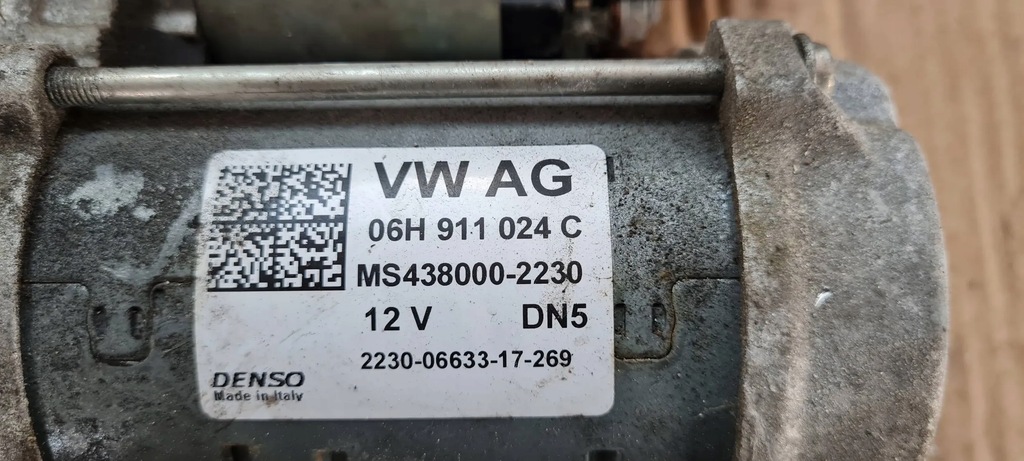 VW AG
06H 911 024 C
MS438000-2230
12 V DN5
2230-06633-17-269
DENSO
Made in Italy